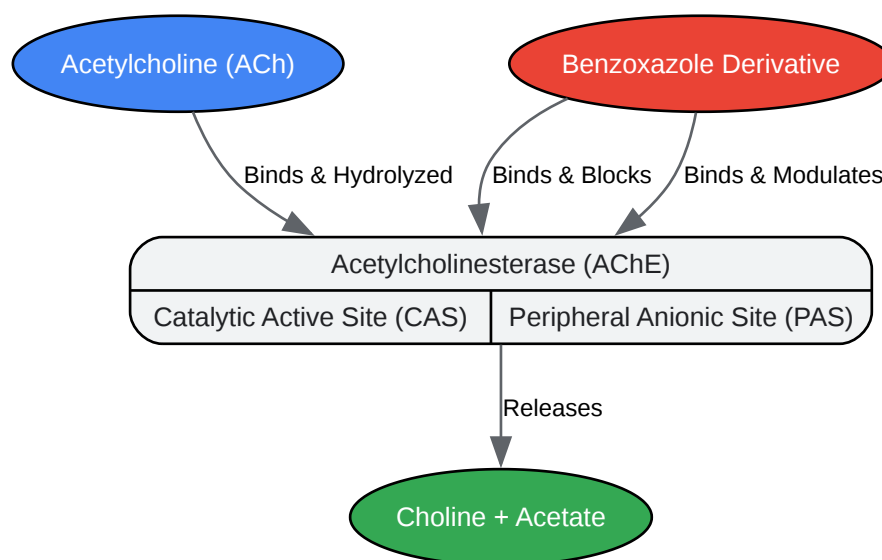 Acetylcholine (ACh)
Benzoxazole Derivative
Binds & Hydrolyzed
Binds & Blocks
Binds & Modulates
Acetylcholinesterase (AChE)
Catalytic Active Site (CAS)
Peripheral Anionic Site (PAS)
Releases
Choline + Acetate